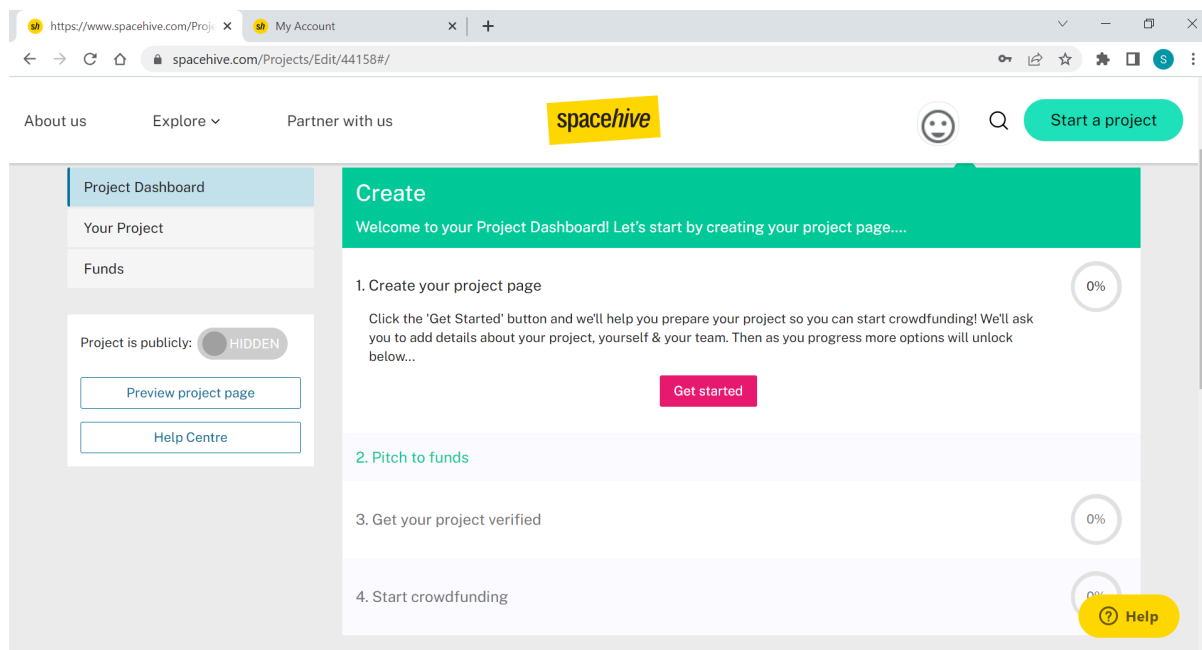 sh https://www.spacehive.com/Proje
sh My Account
spacehive.com/Projects/Edit/44158#/
S
About us
Explore
Partner with us
spacehive
Start a project
Project Dashboard
Your Project
Funds
Project is publicly: HIDDEN
Preview project page
Help Centre
Create
Welcome to your Project Dashboard! Let's start by creating your project page....
1. Create your project page
0%
Click the 'Get Started' button and we'll help you prepare your project so you can start crowdfunding! We'll ask
you to add details about your project, yourself & your team. Then as you progress more options will unlock
below...
Get started
2. Pitch to funds
3. Get your project verified
0%
4. Start crowdfunding
0%
? Help